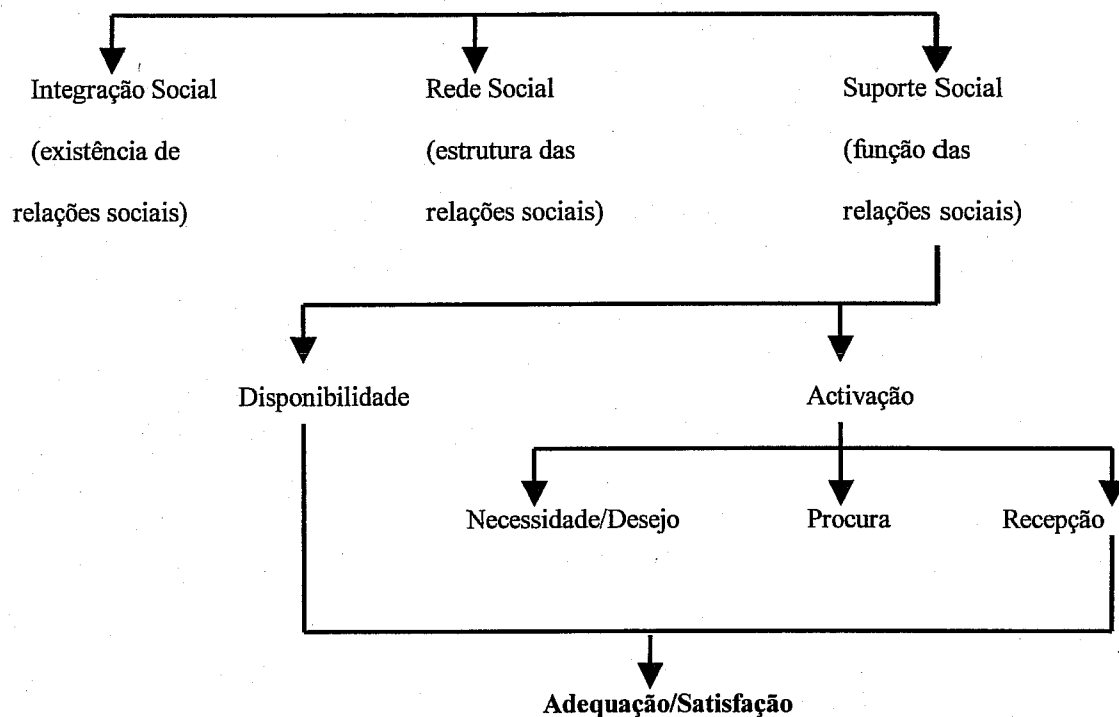 Integração Social
(existência de
relações sociais)
Rede Social
(estrutura das
relações sociais)
Suporte Social
(função das
relações sociais)
Disponibilidade
Activação
Necessidade/Desejo
Procura
Recepção
Adequação/Satisfação